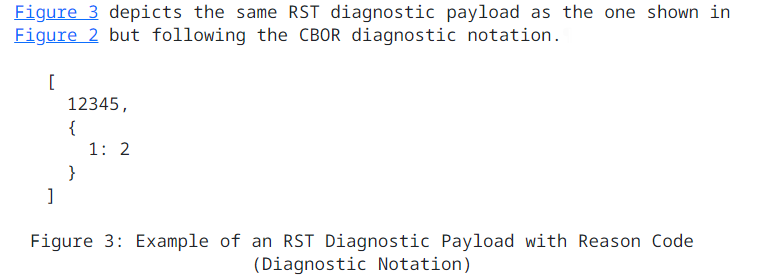 Figure 3 depicts the same RST diagnostic payload as the one shown in
Figure 2 but following the CBOR diagnostic notation.
[
12345,
{
1: 2
}
]
Figure 3: Example of an RST Diagnostic Payload with Reason Code
(Diagnostic Notation)